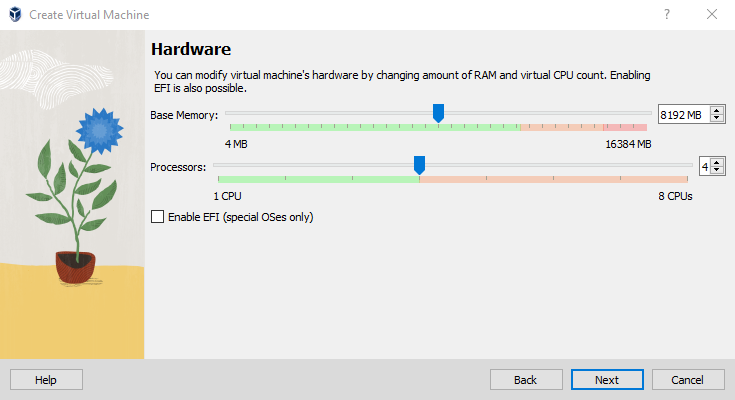 Create Virtual Machine
?
Hardware
You can modify virtual machine's hardware by changing amount of RAM and virtual CPU count. Enabling
EFI is also possible.
Base Memory: 8192 MB
4 MB 16384 MB
Processors: 4
1 CPU 8 CPUs
Enable EFI (special OSes only)
Help Back Next Cancel